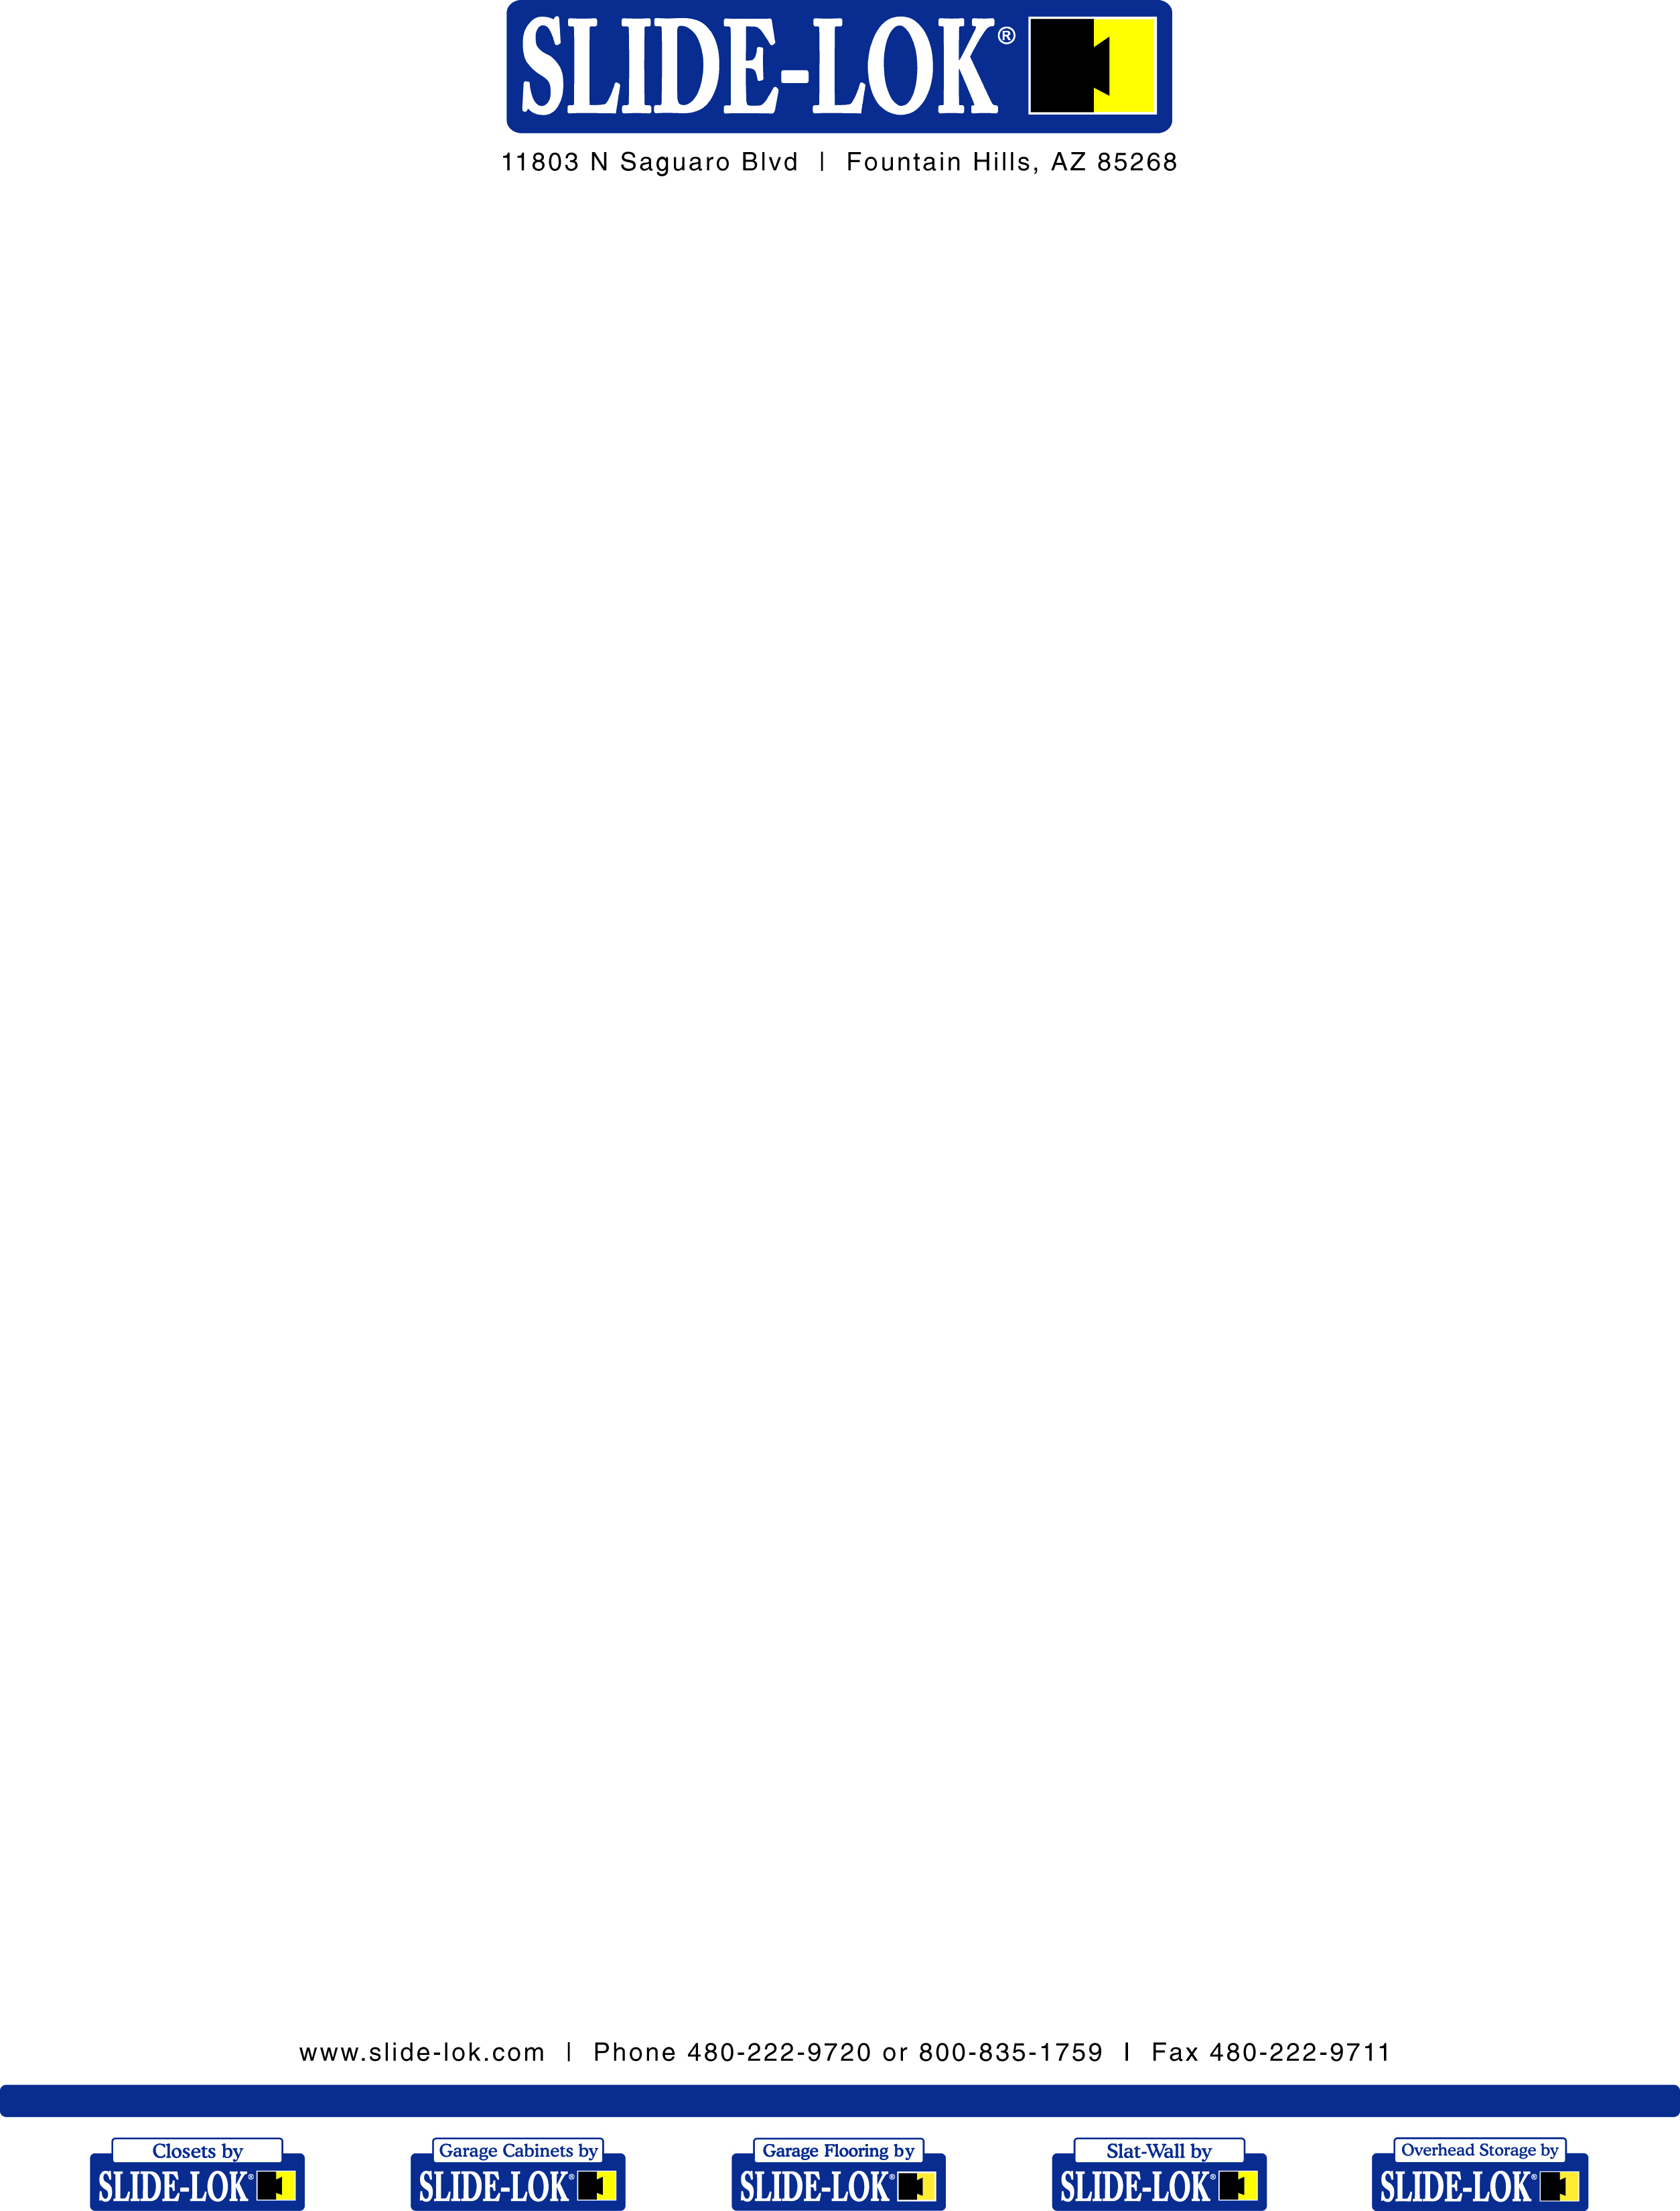 SLIDE-LOK®
11803 N Saguaro Blvd | Fountain Hills, AZ 85268
www.slide-lok.com | Phone 480-222-9720 or 800-835-1759 I Fax 480-222-9711
Closets by
SLIDE-LOK®
Garage Cabinets by
SLIDE-LOK®
Garage Flooring by
SLIDE-LOK®
Slat-Wall by
SLIDE-LOK®
Overhead Storage by
SLIDE-LOK®